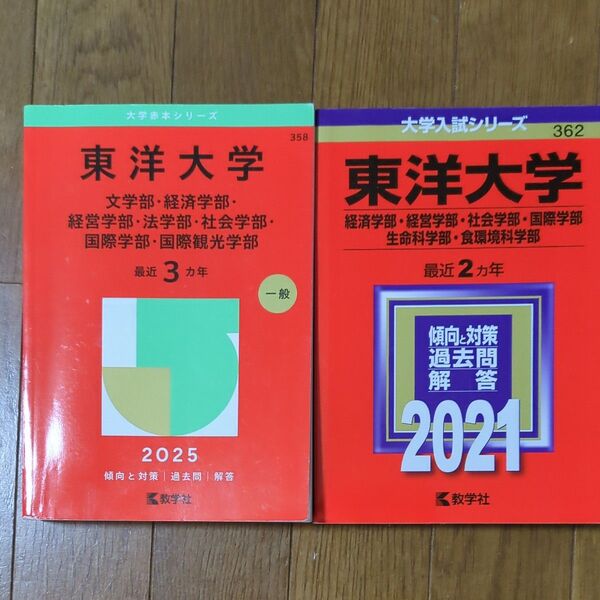 大学赤本シリーズ
358
東洋大学
文学部・経済学部・
経営学部・法学部・社会学部・
国際学部・国際観光学部
最近3ヵ年
一般
2025
傾向と対策|過去問|解答
教学社
大学入試シリーズ
362
東洋大学
経済学部・経営学部・社会学部・国際学部
生命科学部・食環境科学部
最近2ヵ年
傾向と対策
過去問
解答
2021
教学社